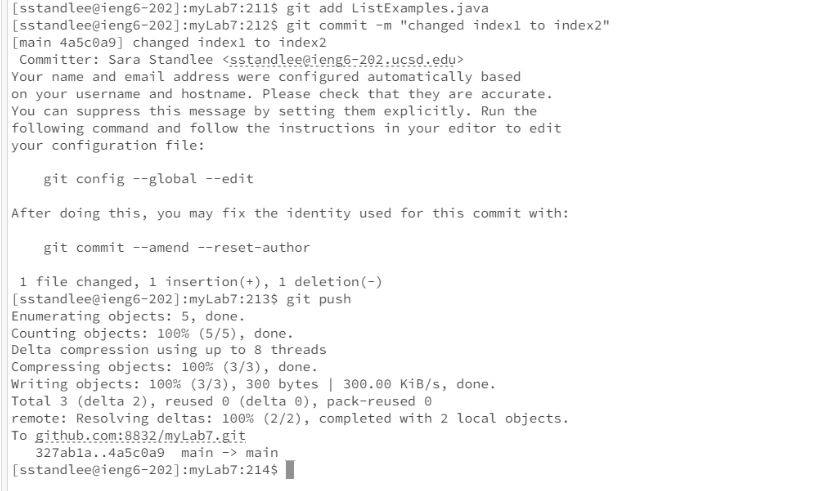 [sstandlee@ieng6-202]:myLab7:211$ git add ListExamples.java
[sstandlee@ieng6-202]:myLab7:212$ git commit -m "changed index1 to index2"
[main 4a5c0a9] changed index1 to index2
 Committer: Sara Standlee <sstandlee@ieng6-202.ucsd.edu>
Your name and email address were configured automatically based
on your username and hostname. Please check that they are accurate.
You can suppress this message by setting them explicitly. Run the
following command and follow the instructions in your editor to edit
your configuration file:

    git config --global --edit

After doing this, you may fix the identity used for this commit with:

    git commit --amend --reset-author

 1 file changed, 1 insertion(+), 1 deletion(-)
[sstandlee@ieng6-202]:myLab7:213$ git push
Enumerating objects: 5, done.
Counting objects: 100% (5/5), done.
Delta compression using up to 8 threads
Compressing objects: 100% (3/3), done.
Writing objects: 100% (3/3), 300 bytes | 300.00 KiB/s, done.
Total 3 (delta 2), reused 0 (delta 0), pack-reused 0
remote: Resolving deltas: 100% (2/2), completed with 2 local objects.
To github.com:8832/myLab7.git
   327ab1a..4a5c0a9  main -> main
[sstandlee@ieng6-202]:myLab7:214$